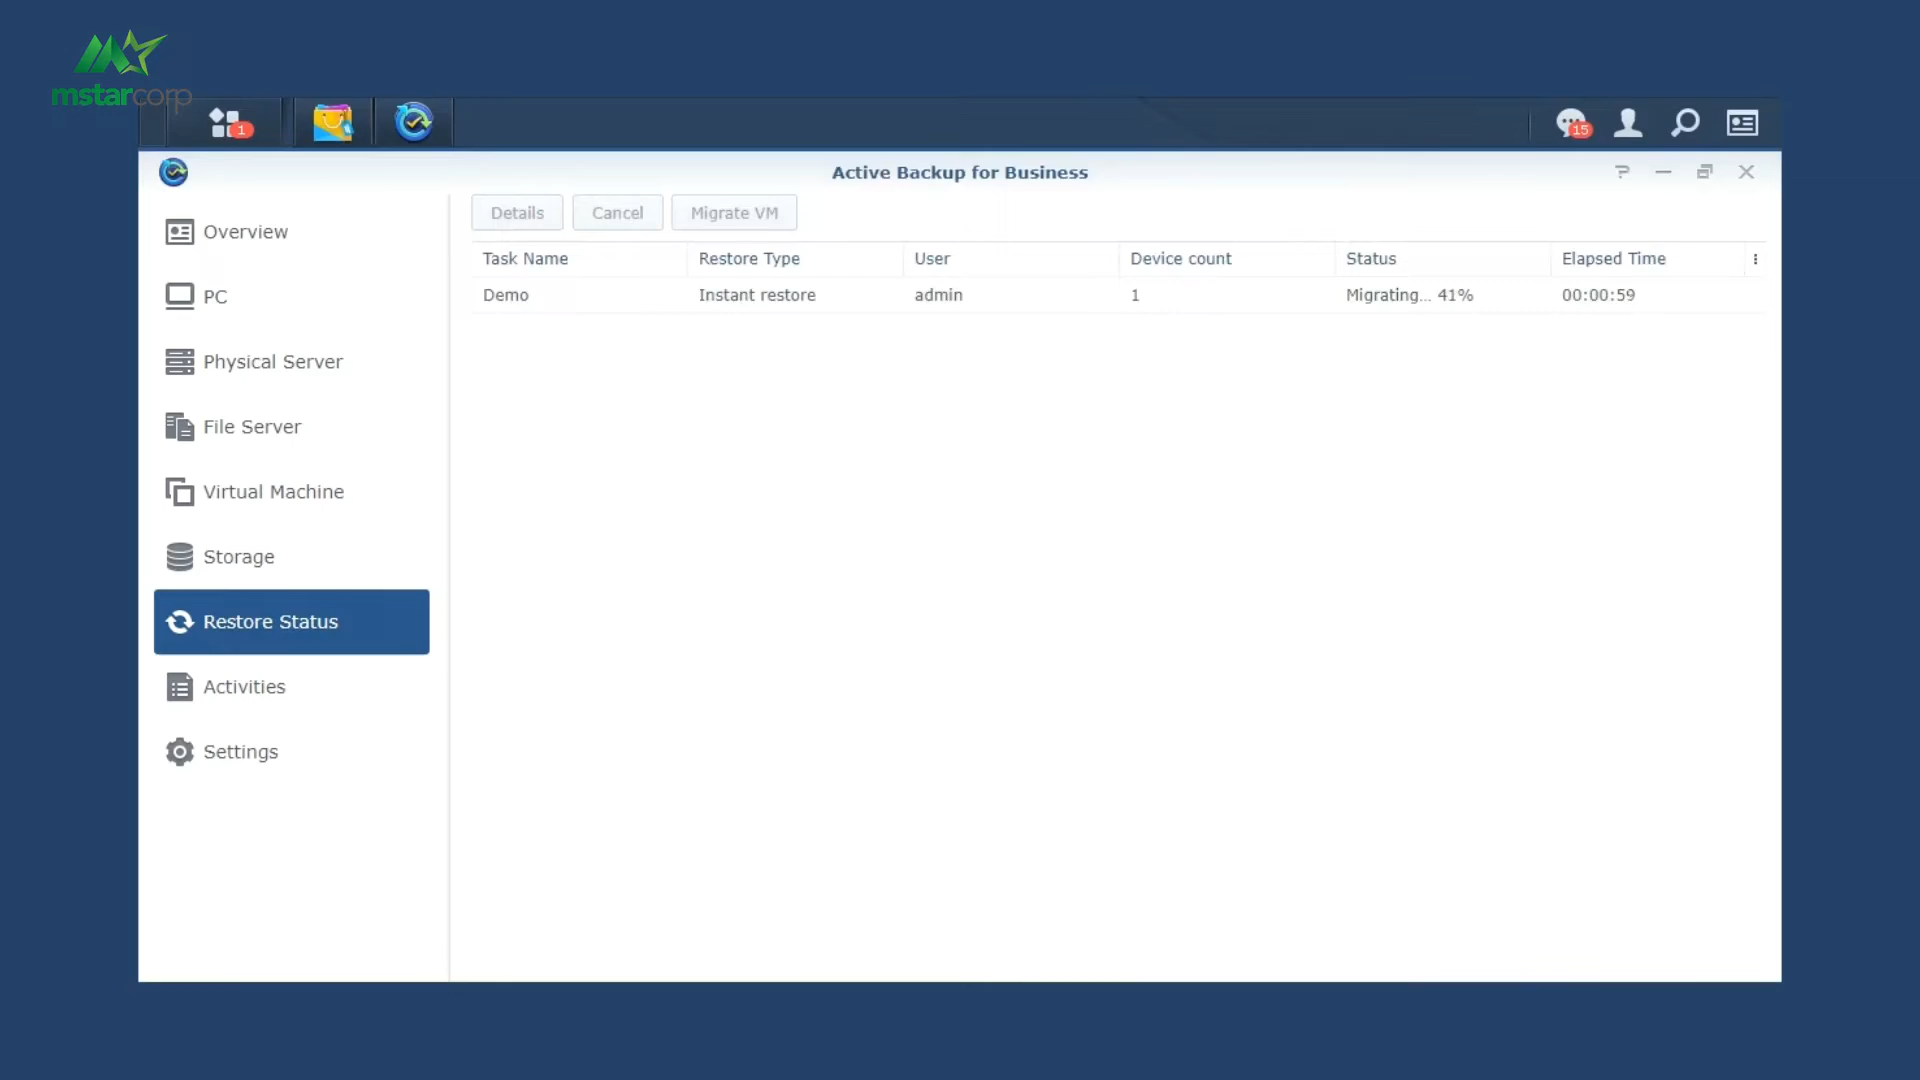 mstarcorp
1
15
Active Backup for Business
Overview
PC
Physical Server
File Server
Virtual Machine
Storage
Restore Status
Activities
Settings
Details Cancel Migrate VM
Task Name Restore Type User Device count Status Elapsed Time
Demo Instant restore admin 1 Migrating... 41% 00:00:59